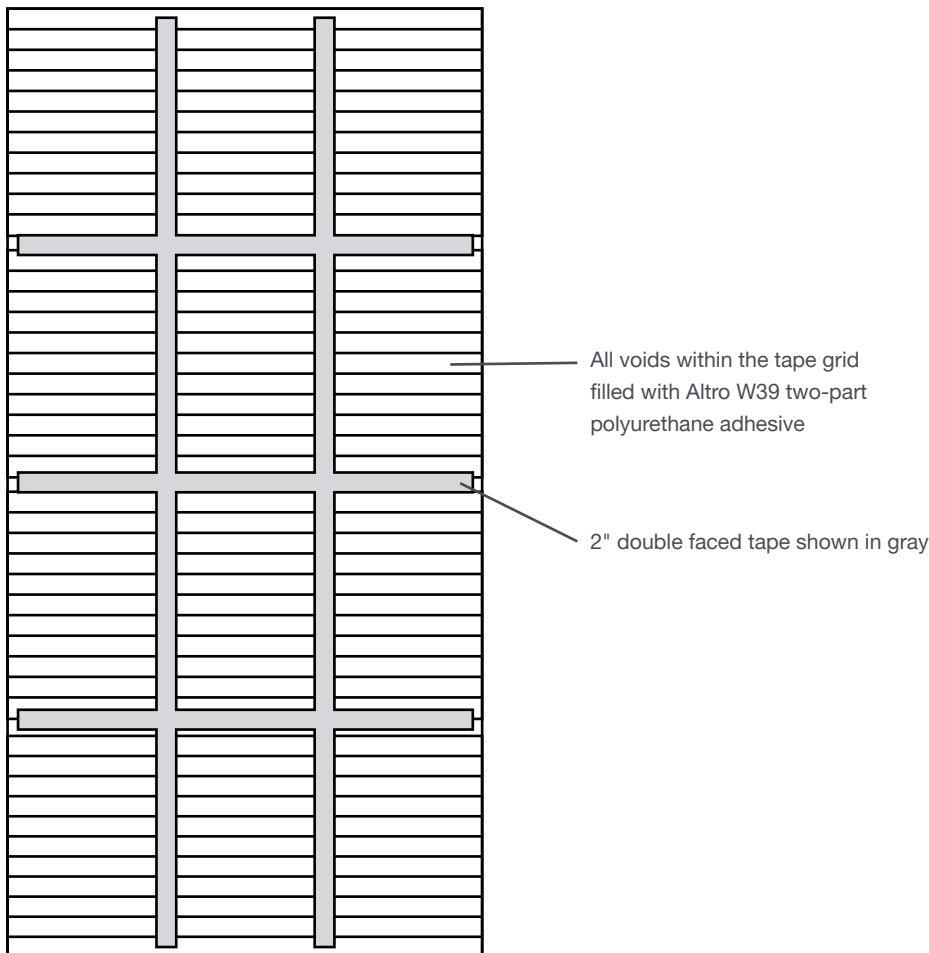 All voids within the tape grid
filled with Altro W39 two-part
polyurethane adhesive
2" double faced tape shown in gray